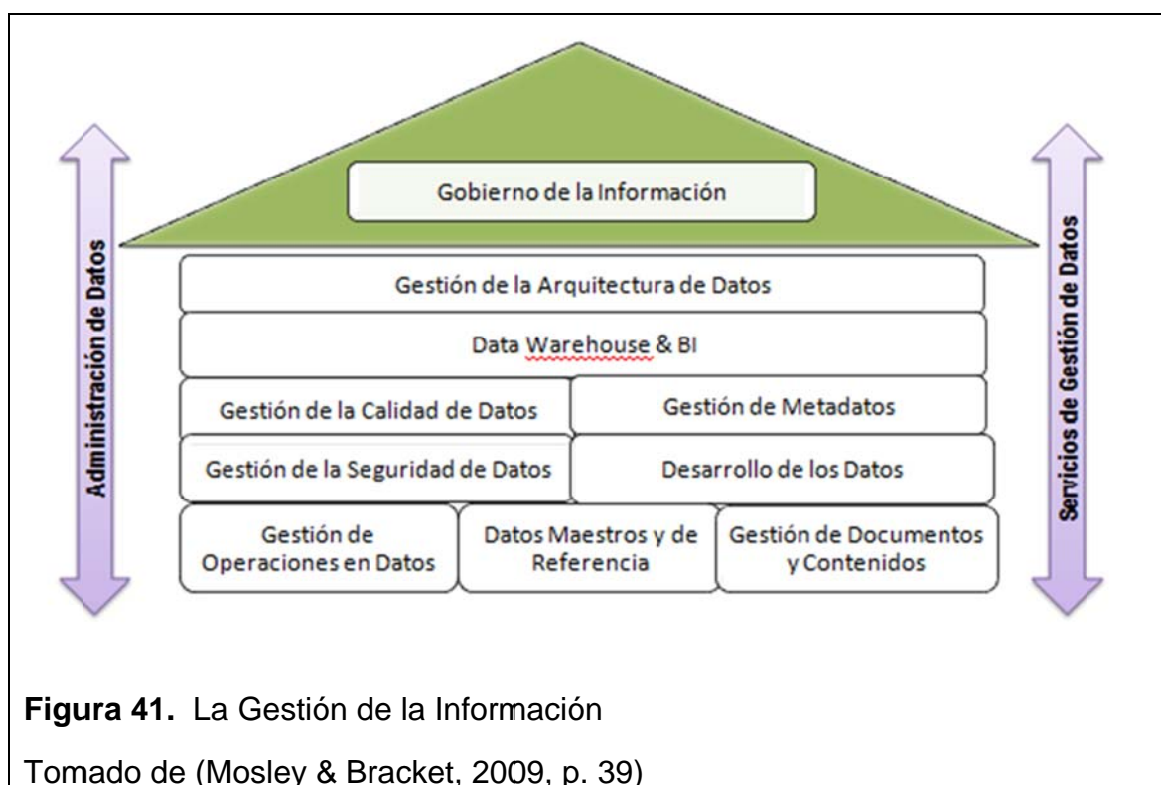 Gobierno de la Información
Administración de Datos
Servicios de Gestión de Datos
Gestión de la Arquitectura de Datos
Data Warehouse & BI
Gestión de la Calidad de Datos
Gestión de Metadatos
Gestión de la Seguridad de Datos
Desarrollo de los Datos
Gestión de
Operaciones en Datos
Datos Maestros y de
Referencia
Gestión de Documentos
y Contenidos
Figura 41. La Gestión de la Información
Tomado de (Mosley & Bracket, 2009, p. 39)